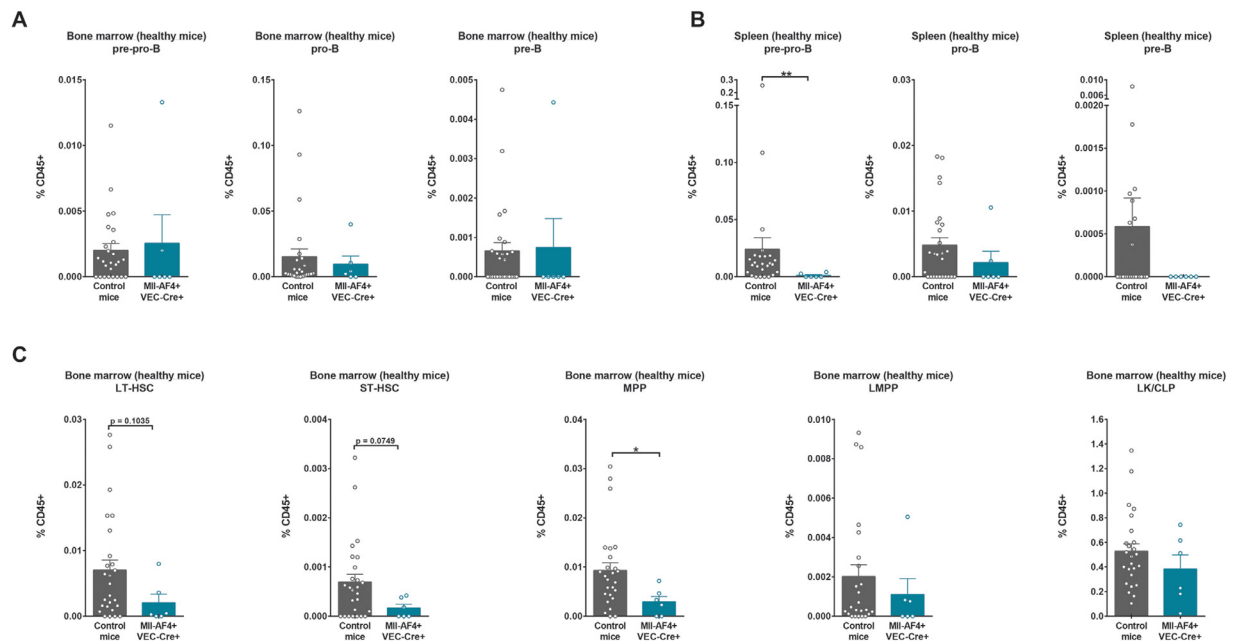 A
Bone marrow (healthy mice)
pre-pro-B
% CD45+
0.015
0.010
0.005
0.000
Control
mice
Mll-AF4+
VEC-Cre+
Bone marrow (healthy mice)
pro-B
% CD45+
0.15
0.10
0.05
0.00
Control
mice
Mll-AF4+
VEC-Cre+
Bone marrow (healthy mice)
pre-B
% CD45+
0.005
0.004
0.003
0.002
0.001
0.000
Control
mice
Mll-AF4+
VEC-Cre+
B
Spleen (healthy mice)
pre-pro-B
**
% CD45+
0.3
0.2
0.15
0.10
0.05
0.00
Control
mice
Mll-AF4+
VEC-Cre+
Spleen (healthy mice)
pro-B
% CD45+
0.03
0.02
0.01
0.00
Control
mice
Mll-AF4+
VEC-Cre+
Spleen (healthy mice)
pre-B
% CD45+
0.010
0.006
0.0020
0.0015
0.0010
0.0005
0.0000
Control
mice
Mll-AF4+
VEC-Cre+
C
Bone marrow (healthy mice)
LT-HSC
p = 0.1035
% CD45+
0.03
0.02
0.01
0.00
Control
mice
Mll-AF4+
VEC-Cre+
Bone marrow (healthy mice)
ST-HSC
p = 0.0749
% CD45+
0.004
0.003
0.002
0.001
0.000
Control
mice
Mll-AF4+
VEC-Cre+
Bone marrow (healthy mice)
MPP
*
% CD45+
0.04
0.03
0.02
0.01
0.00
Control
mice
Mll-AF4+
VEC-Cre+
Bone marrow (healthy mice)
LMPP
% CD45+
0.010
0.008
0.006
0.004
0.002
0.000
Control
mice
Mll-AF4+
VEC-Cre+
Bone marrow (healthy mice)
LK/CLP
% CD45+
1.6
1.4
1.2
1.0
0.8
0.6
0.4
0.2
0.0
Control
mice
Mll-AF4+
VEC-Cre+